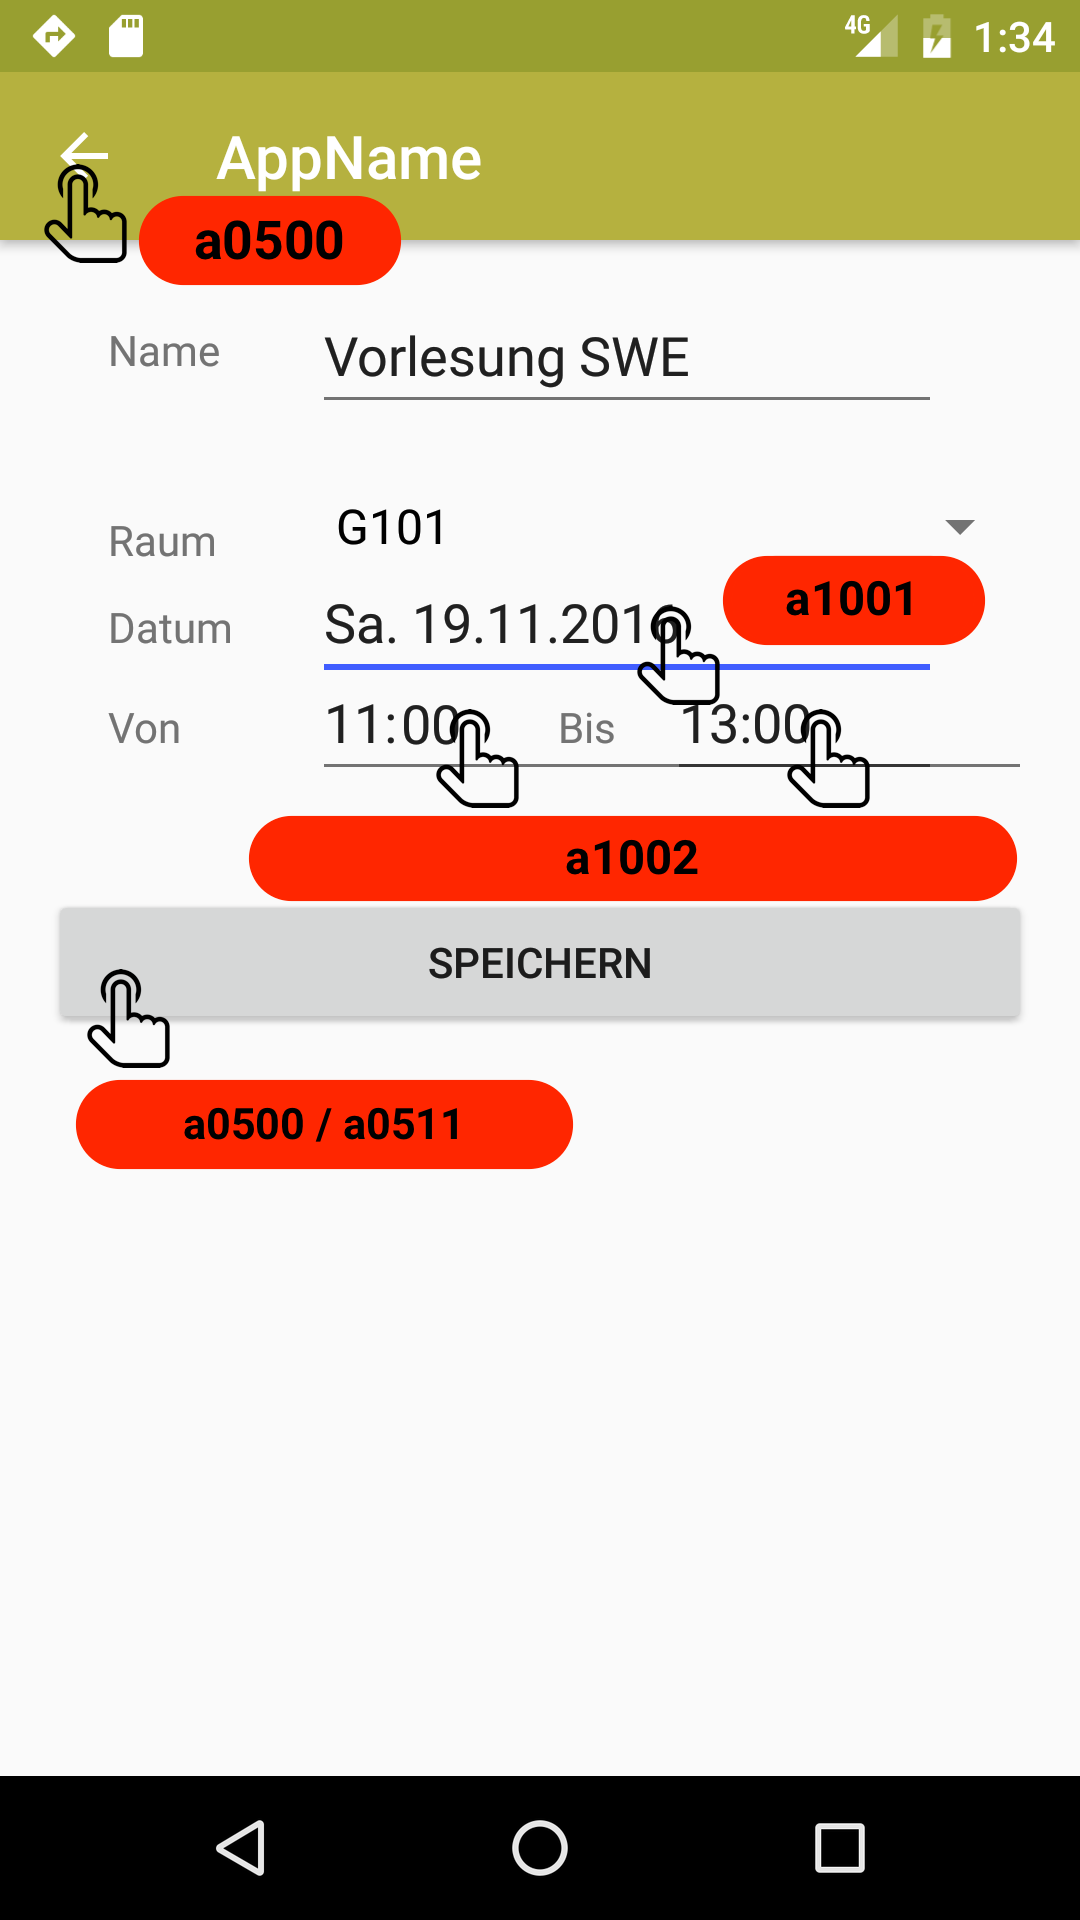 4G 1:34
AppName
a0500
Name Vorlesung SWE
Raum G101
a1001
Datum Sa. 19.11.201
Von 11:00 Bis 13:00
a1002
SPEICHERN
a0500 / a0511